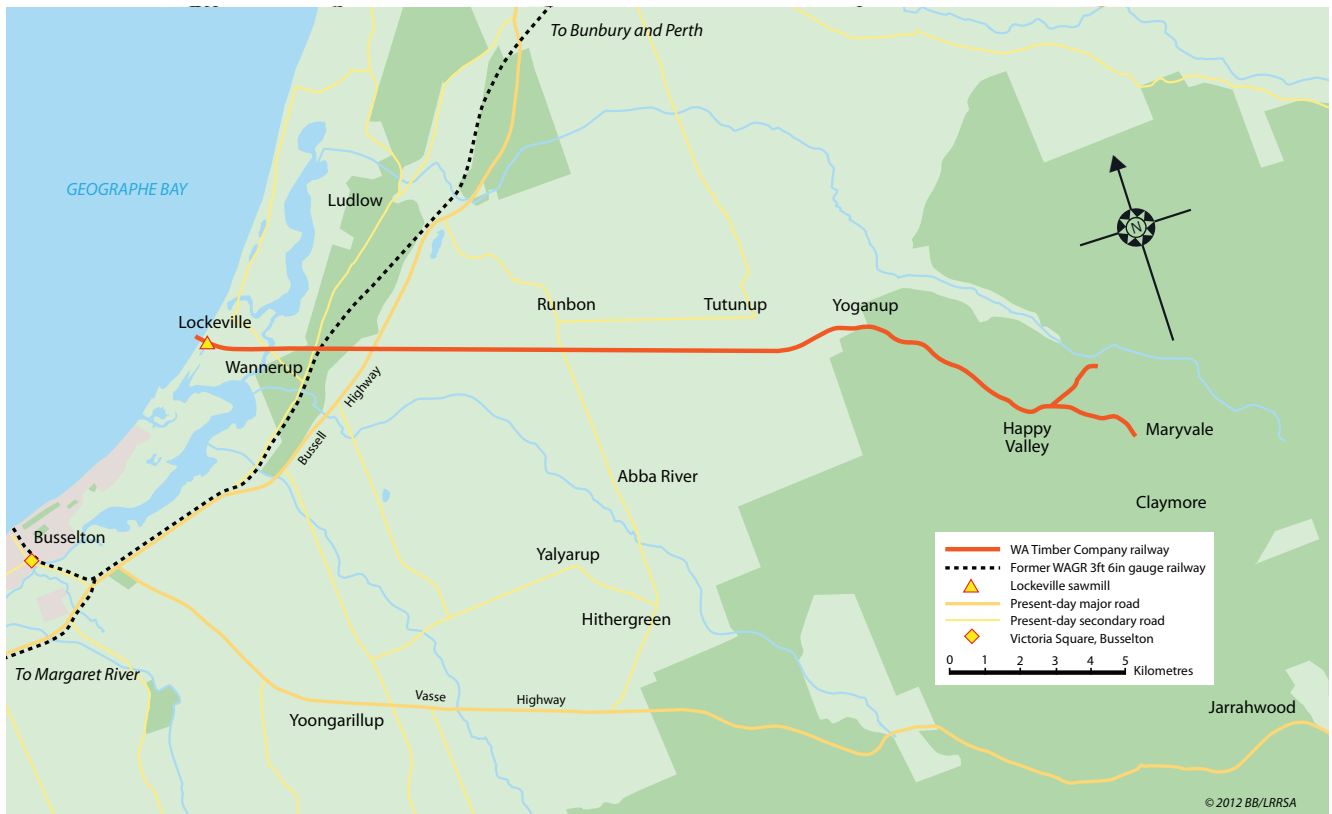 To Bunbury and Perth
GEOGRAPHE BAY
Ludlow
N
Runbon
Tutunup
Yoganup
Lockeville
Wannerup
Highway
Bussell
Happy
Valley
Maryvale
Abba River
Claymore
Busselton
Yalyarup
Hithergreen
WA Timber Company railway
Former WAGR 3ft 6in gauge railway
Lockeville sawmill
Present-day major road
Present-day secondary road
Victoria Square, Busselton
0 1 2 3 4 5
Kilometres
To Margaret River
Vasse
Highway
Yoongarillup
Jarrahwood
© 2012 BB/LRRSA